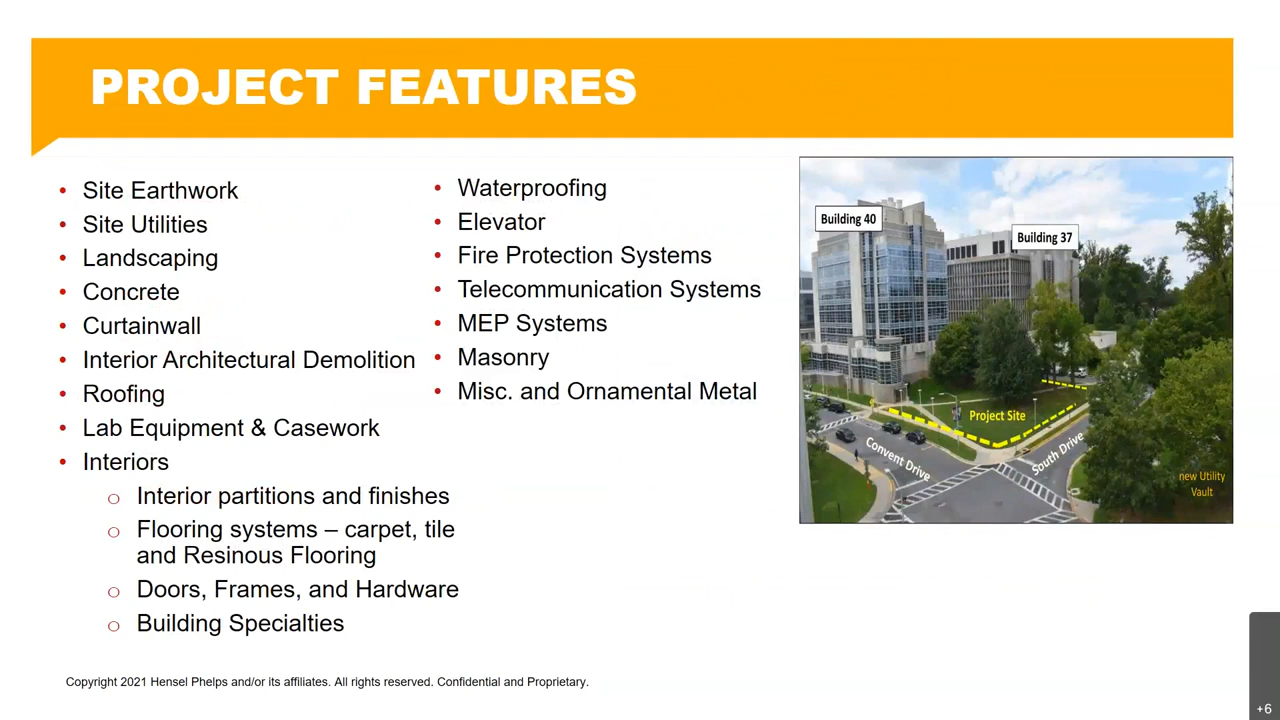 PROJECT FEATURES
• Site Earthwork
• Site Utilities
• Landscaping
• Concrete
• Curtainwall
• Interior Architectural Demolition
• Roofing
• Lab Equipment & Casework
• Interiors
o Interior partitions and finishes
o Flooring systems – carpet, tile
and Resinous Flooring
o Doors, Frames, and Hardware
o Building Specialties
• Waterproofing
• Elevator
• Fire Protection Systems
• Telecommunication Systems
• MEP Systems
• Masonry
• Misc. and Ornamental Metal
Building 40
Building 37
Project Site
Convent Drive
South Drive
new Utility
Vault
Copyright 2021 Hensel Phelps and/or its affiliates. All rights reserved. Confidential and Proprietary.
+6